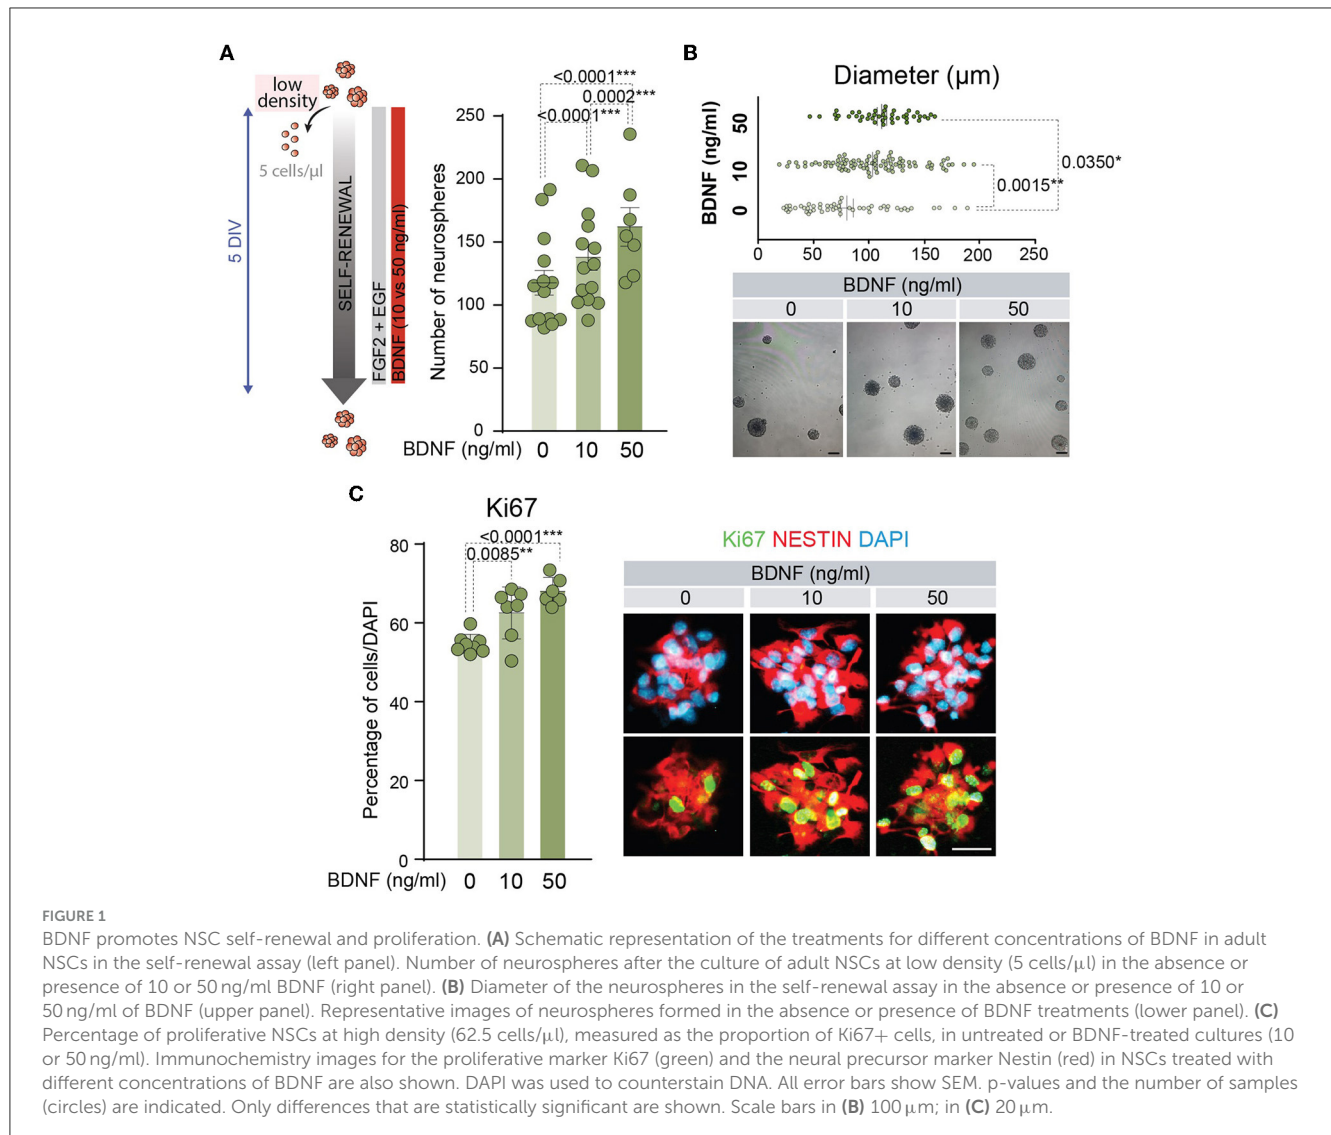 A
low
density
5 cells/µl
5 DIV
SELF-RENEWAL
FGF2 + EGF
BDNF (10 vs 50 ng/ml)
<0.0001***
0.0002***
<0.0001***
250
200
150
100
50
0
Number of neurospheres
BDNF (ng/ml) 0 10 50
B
Diameter (µm)
BDNF (ng/ml)
50
10
0
0.0350*
0.0015**
0 50 100 150 200 250
BDNF (ng/ml)
0 10 50
C
Ki67
<0.0001***
0.0085**
80
60
40
20
0
Percentage of cells/DAPI
BDNF (ng/ml) 0 10 50
Ki67 NESTIN DAPI
BDNF (ng/ml)
0 10 50
FIGURE 1
BDNF promotes NSC self-renewal and proliferation. (A) Schematic representation of the treatments for different concentrations of BDNF in adult
NSCs in the self-renewal assay (left panel). Number of neurospheres after the culture of adult NSCs at low density (5 cells/µl) in the absence or
presence of 10 or 50 ng/ml BDNF (right panel). (B) Diameter of the neurospheres in the self-renewal assay in the absence or presence of 10 or
50 ng/ml of BDNF (upper panel). Representative images of neurospheres formed in the absence or presence of BDNF treatments (lower panel). (C)
Percentage of proliferative NSCs at high density (62.5 cells/µl), measured as the proportion of Ki67+ cells, in untreated or BDNF-treated cultures (10
or 50 ng/ml). Immunochemistry images for the proliferative marker Ki67 (green) and the neural precursor marker Nestin (red) in NSCs treated with
different concentrations of BDNF are also shown. DAPI was used to counterstain DNA. All error bars show SEM. p-values and the number of samples
(circles) are indicated. Only differences that are statistically significant are shown. Scale bars in (B) 100 µm; in (C) 20 µm.